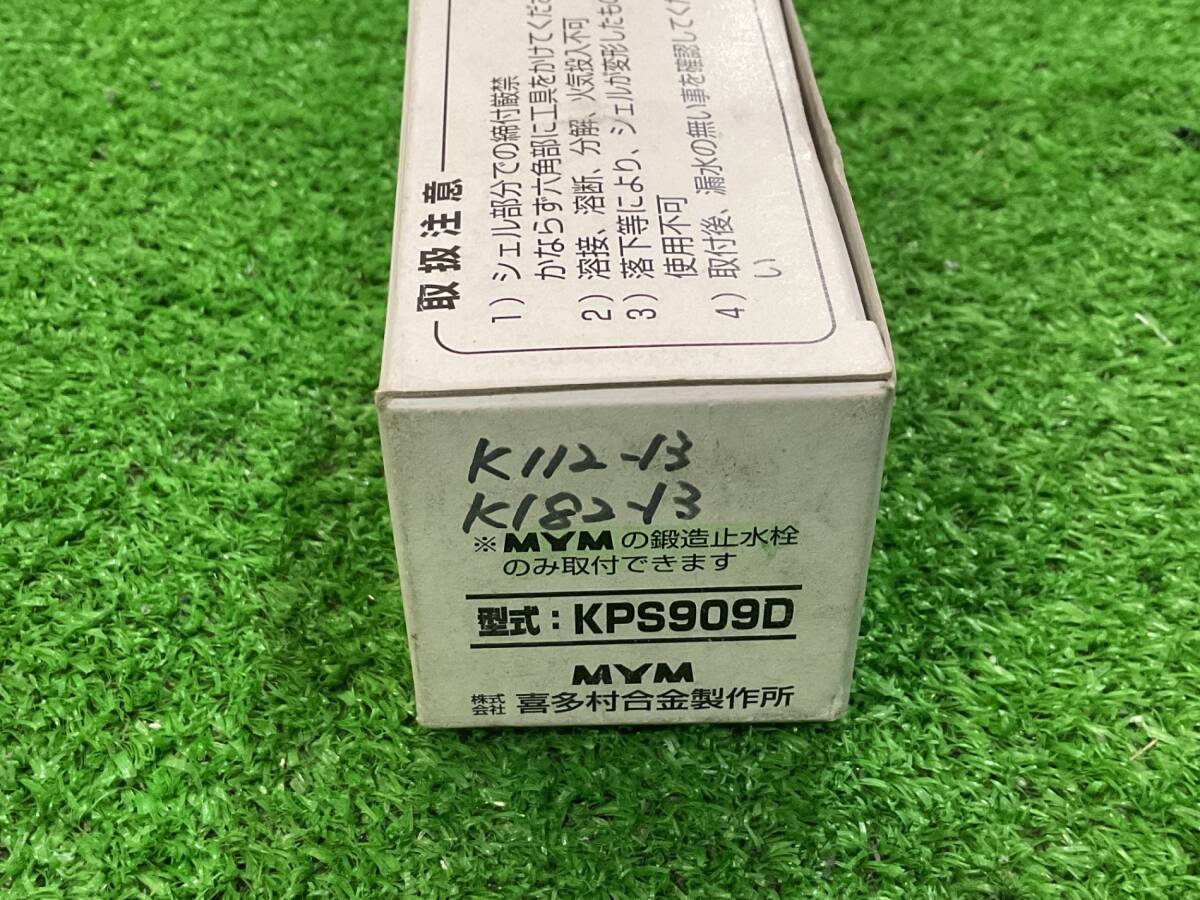 取扱注意
1）シェル部分での締付厳禁
かならず六角部に工具をかけてくださ
2）溶接、溶断、分解、火気投入不可
3）落下等により、シェルが変形したもの
使用不可
4）取付後、漏水の無い事を確認してくだ
い
K112-13
K182-13
※MYMの鍛造止水栓
のみ取付できます
型式：KPS909D
MYM
株式会社 喜多村合金製作所